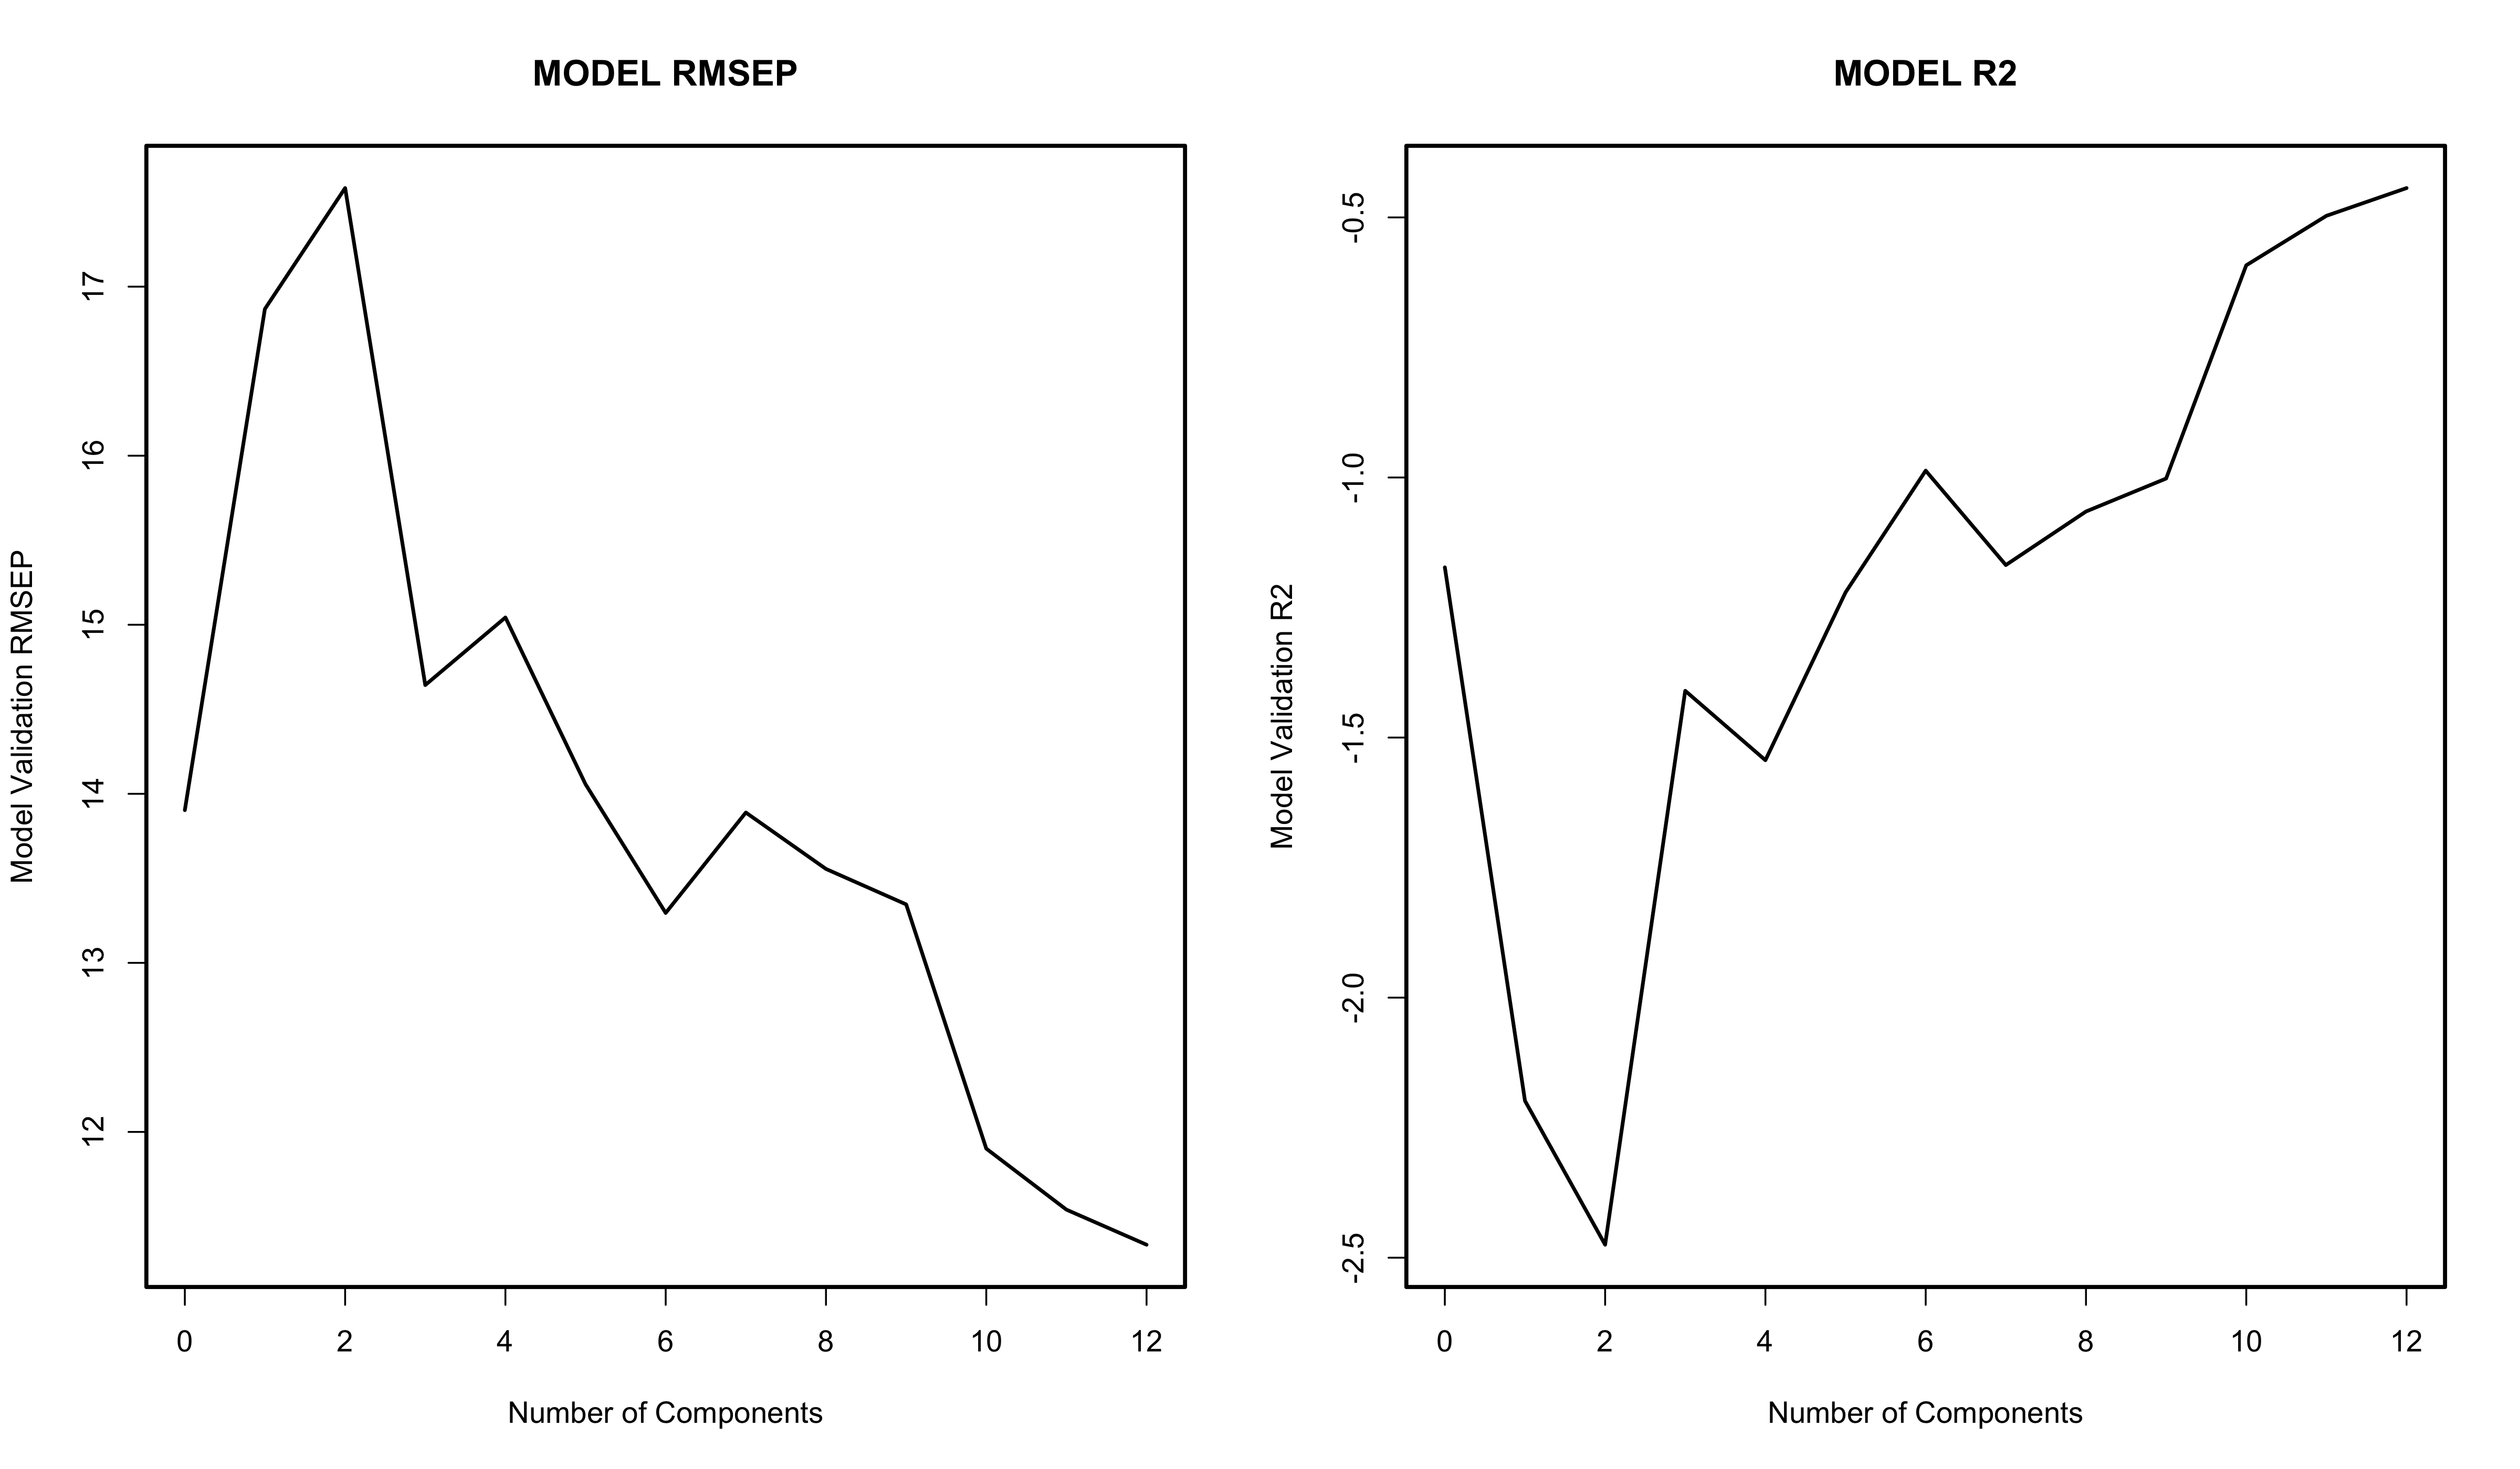 MODEL RMSEP
Model Validation RMSEP
17
16
15
14
13
12
0 2 4 6 8 10 12
Number of Components
MODEL R2
Model Validation R2
-0.5
-1.0
-1.5
-2.0
-2.5
0 2 4 6 8 10 12
Number of Components